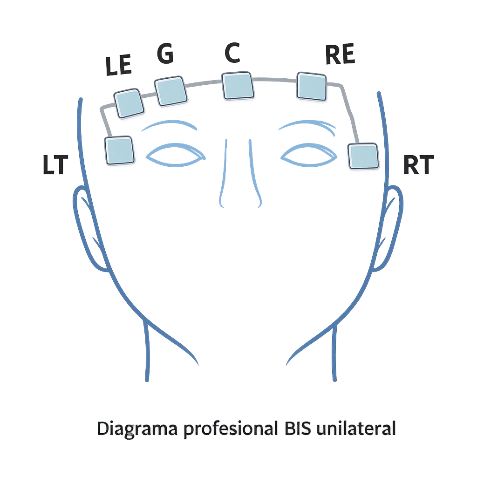 LE G C RE
LT RT
Diagrama profesional BIS unilateral